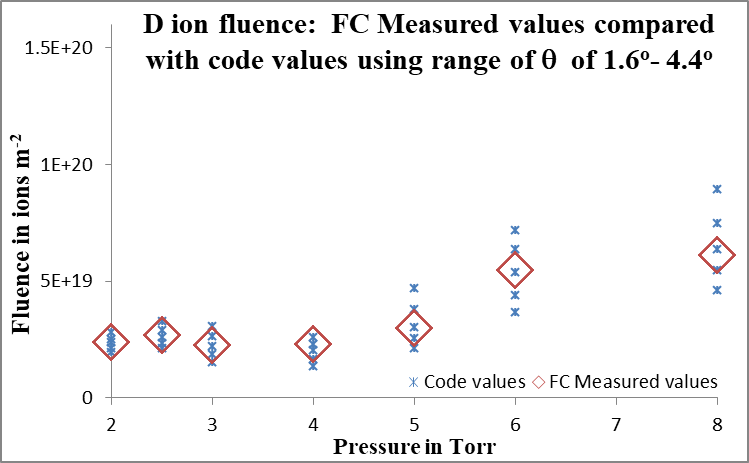 D ion fluence: FC Measured values compared
with code values using range of θ of 1.6º- 4.4º
1.5E+20
1E+20
5E+19
0
Fluence in ions m-2
Code values FC Measured values
2 3 4 5 6 7 8
Pressure in Torr